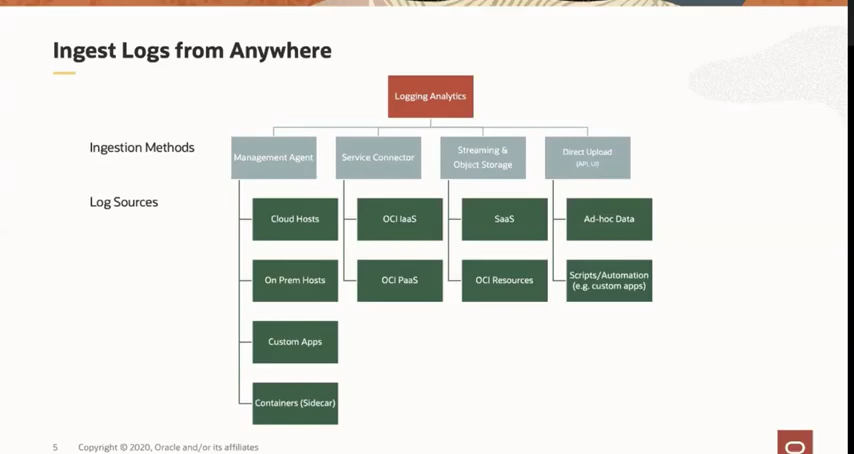 Ingest Logs from Anywhere
Logging Analytics
Ingestion Methods
Management Agent
Service Connector
Streaming &
Object Storage
Direct Upload
(API, UI)
Log Sources
Cloud Hosts
OCI IaaS
SaaS
Ad-hoc Data
On Prem Hosts
OCI PaaS
OCI Resources
Scripts/Automation
(e.g. custom apps)
Custom Apps
Containers (Sidecar)
5
Copyright © 2020, Oracle and/or its affiliates